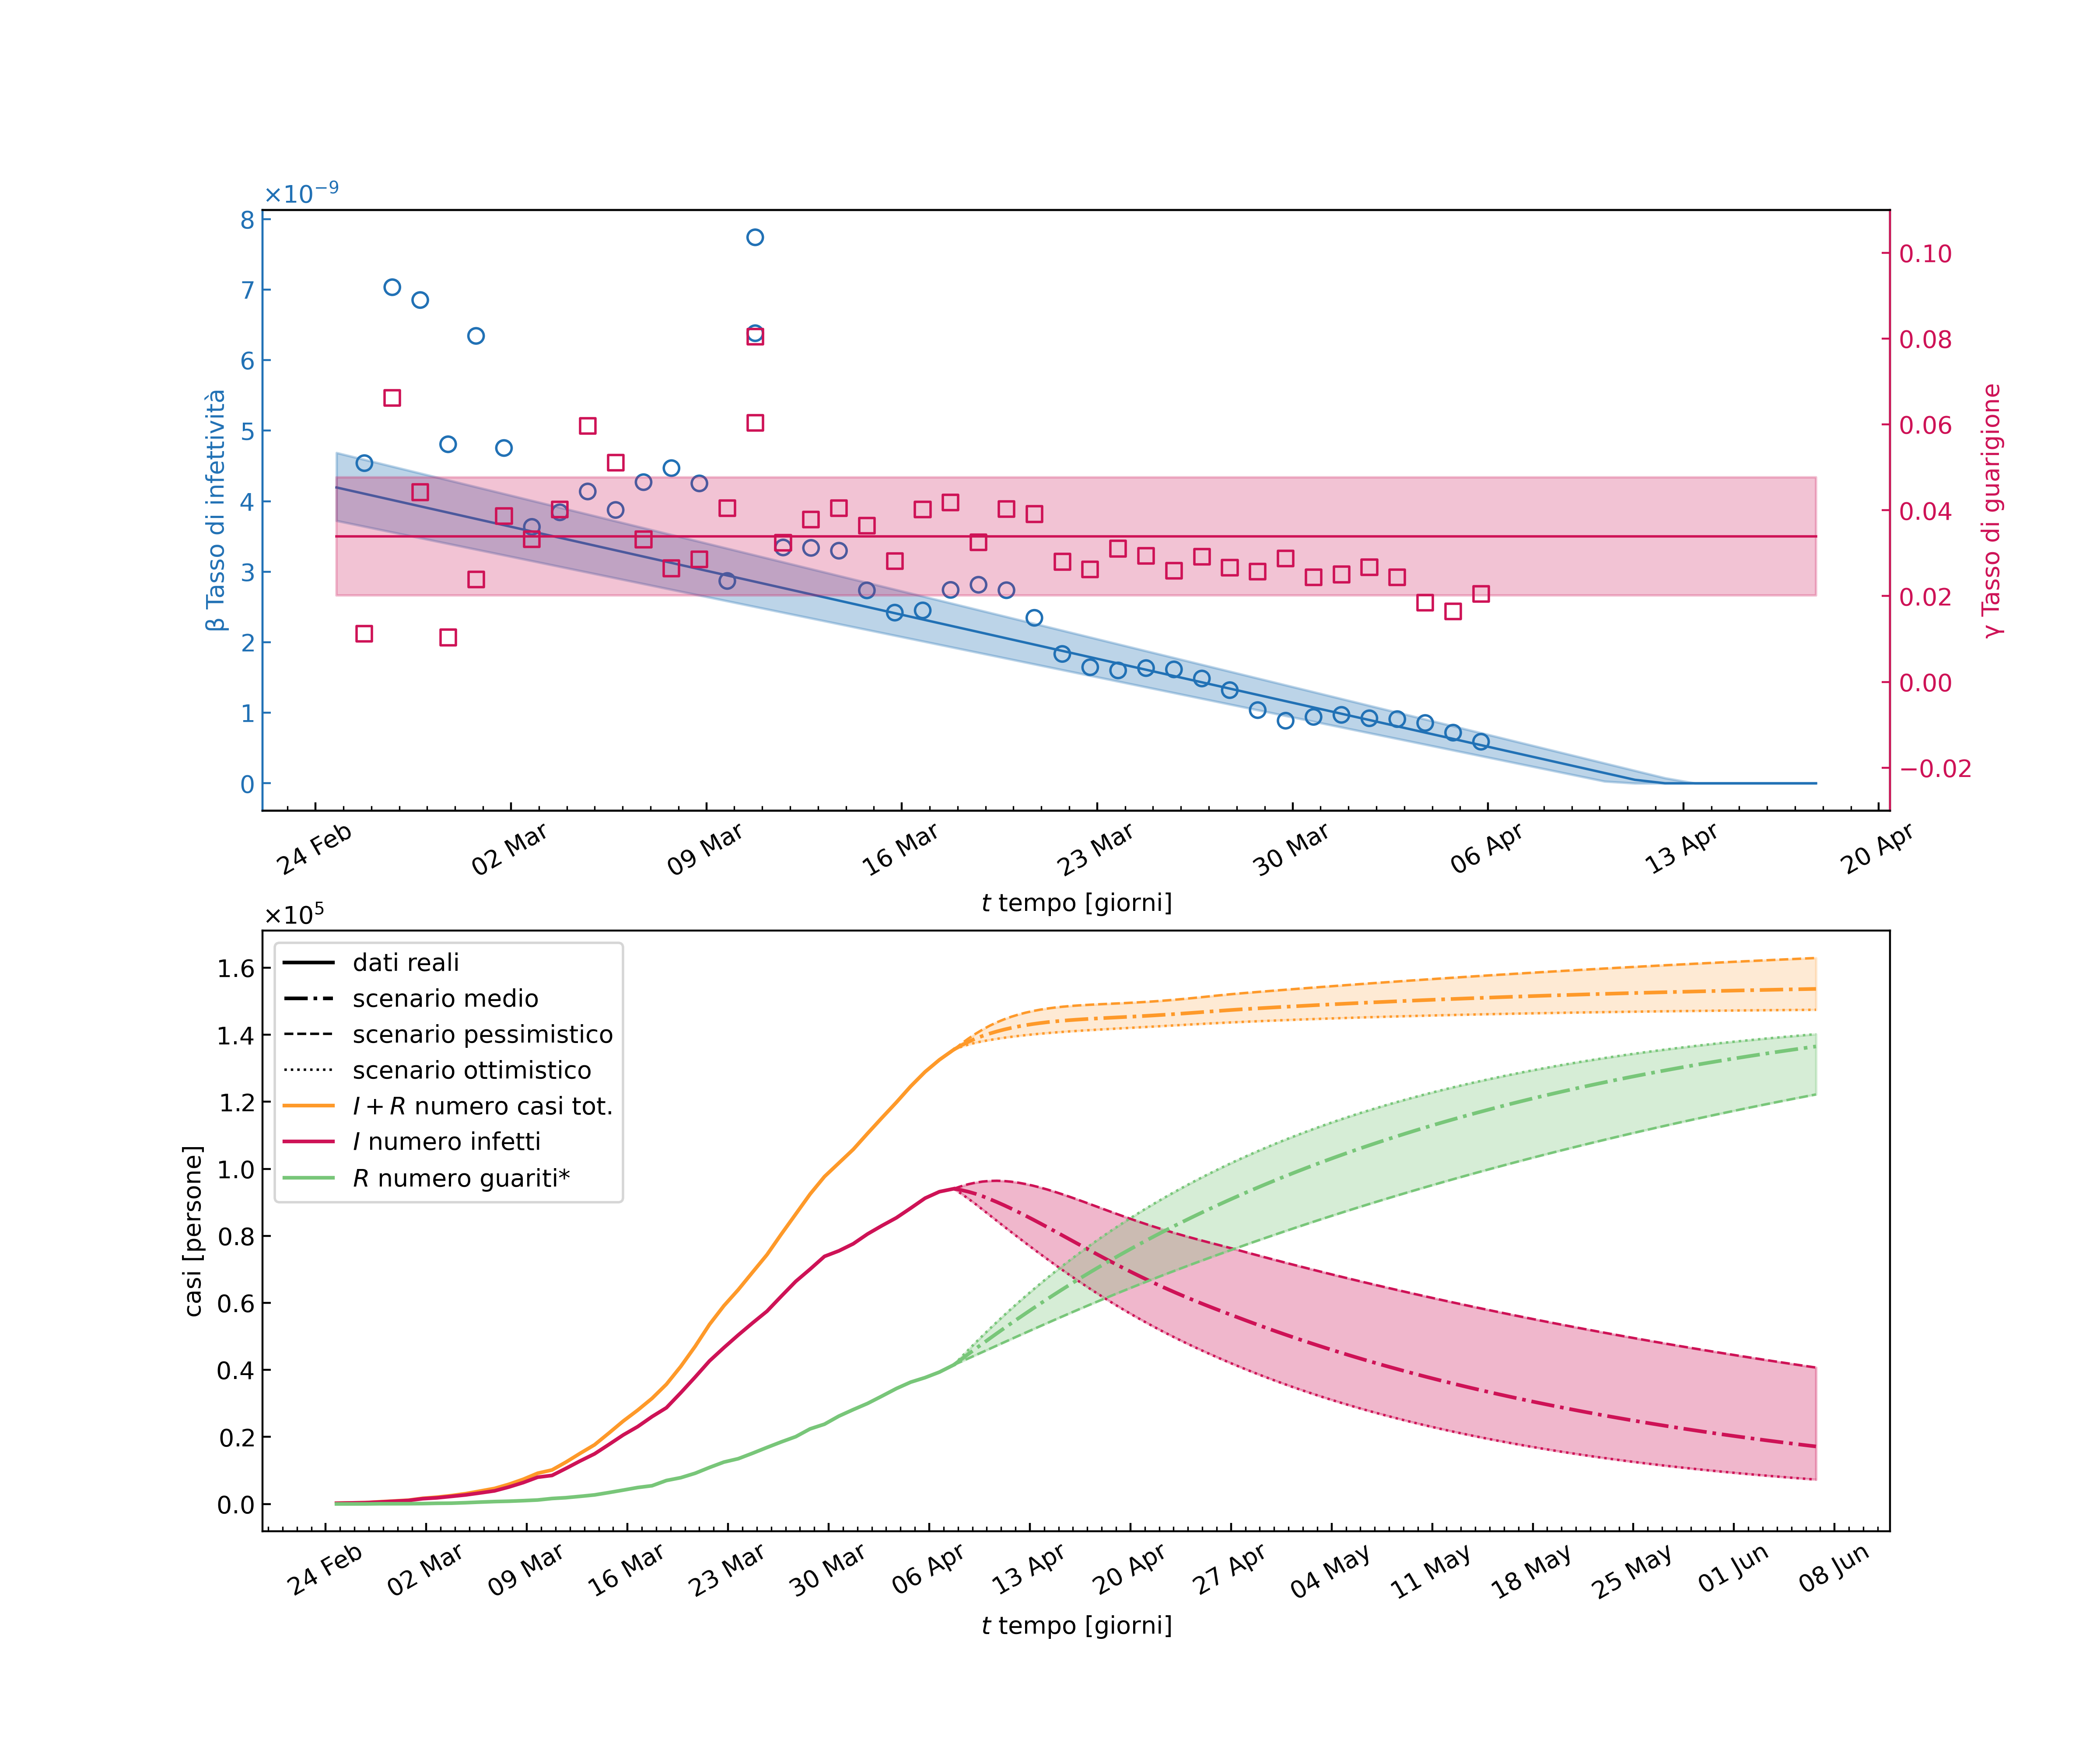 ×10⁻⁹
8
7
6
5
4
3
2
1
0
β Tasso di infettività
0.10
0.08
0.06
0.04
0.02
0.00
−0.02
γ Tasso di guarigione
24 Feb
02 Mar
09 Mar
16 Mar
23 Mar
30 Mar
06 Apr
13 Apr
20 Apr
t tempo [giorni]
×10⁵
1.6
1.4
1.2
1.0
0.8
0.6
0.4
0.2
0.0
casi [persone]
dati reali
scenario medio
scenario pessimistico
scenario ottimistico
I + R numero casi tot.
I numero infetti
R numero guariti*
24 Feb
02 Mar
09 Mar
16 Mar
23 Mar
30 Mar
06 Apr
13 Apr
20 Apr
27 Apr
04 May
11 May
18 May
25 May
01 Jun
08 Jun
t tempo [giorni]